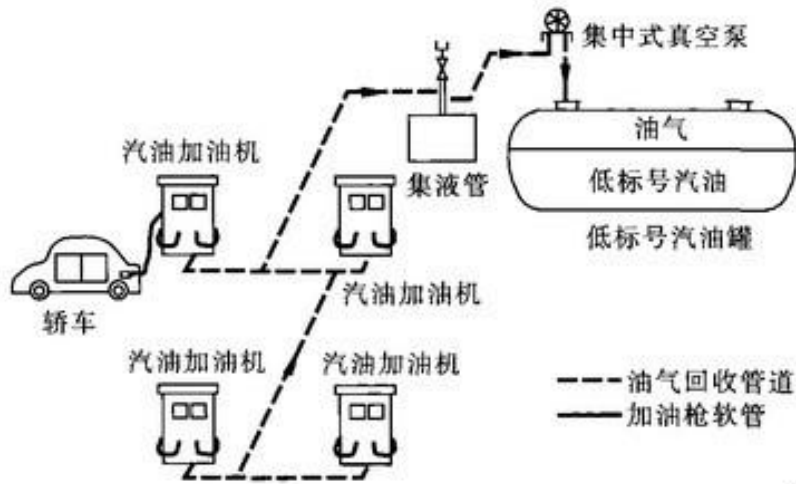 集中式真空泵
油气
汽油加油机
集液管
低标号汽油
低标号汽油罐
汽油加油机
轿车
汽油加油机
汽油加油机
油气回收管道
加油枪软管